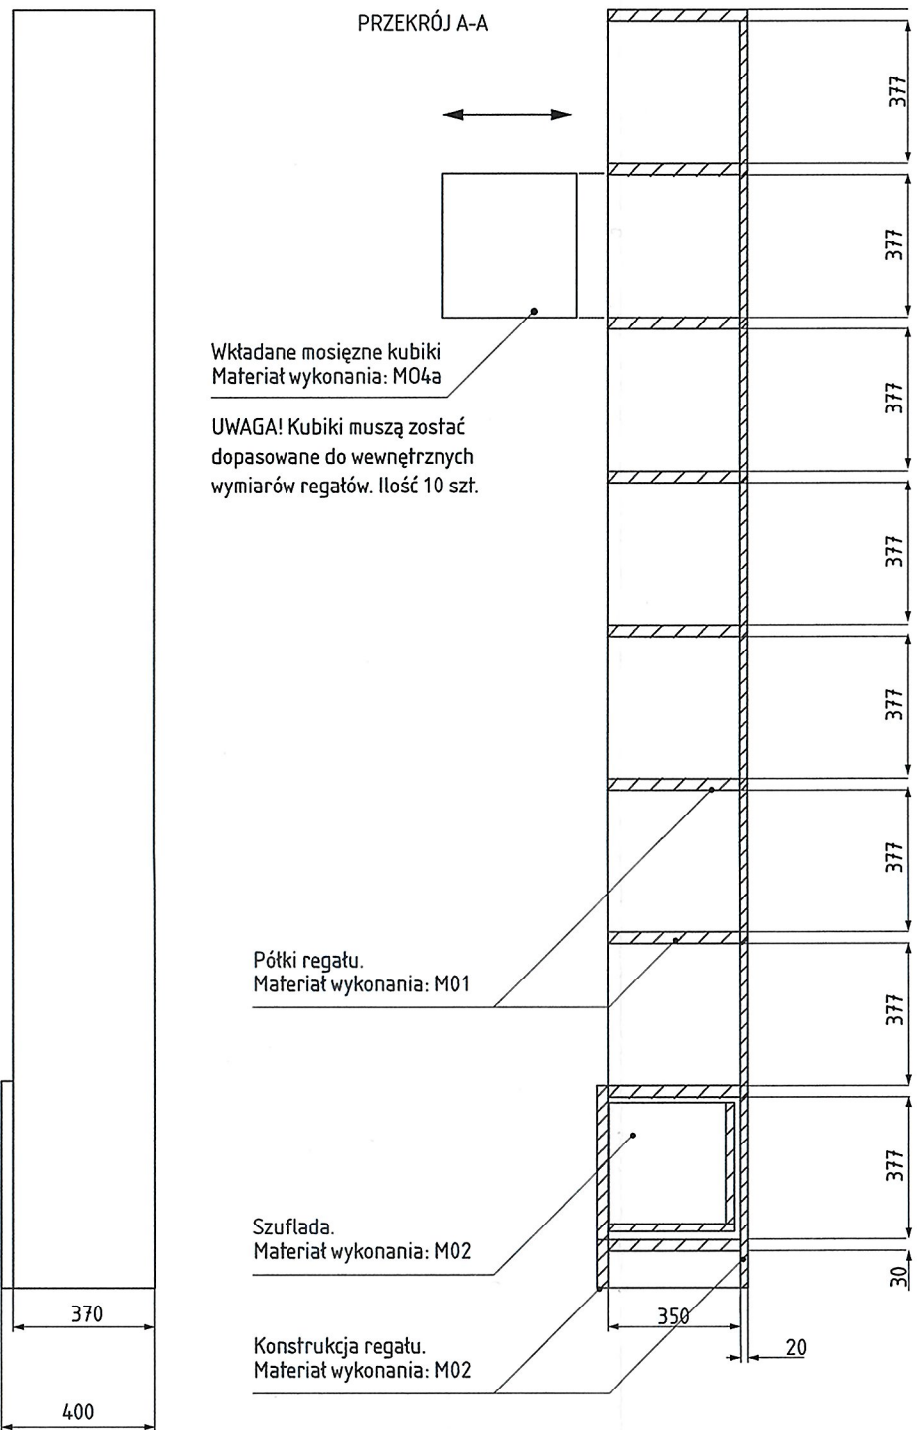 PRZEKRÓJ A-A
377
377
Wkładane mosiężne kubiki
Materiał wykonania: M04a
UWAGA! Kubiki muszą zostać
dopasowane do wewnętrznych
wymiarów regałów. Ilość 10 szt.
377
377
377
377
Półki regału.
Materiał wykonania: M01
377
377
Szuflada.
Materiał wykonania: M02
30
370
350
20
Konstrukcja regału.
Materiał wykonania: M02
400